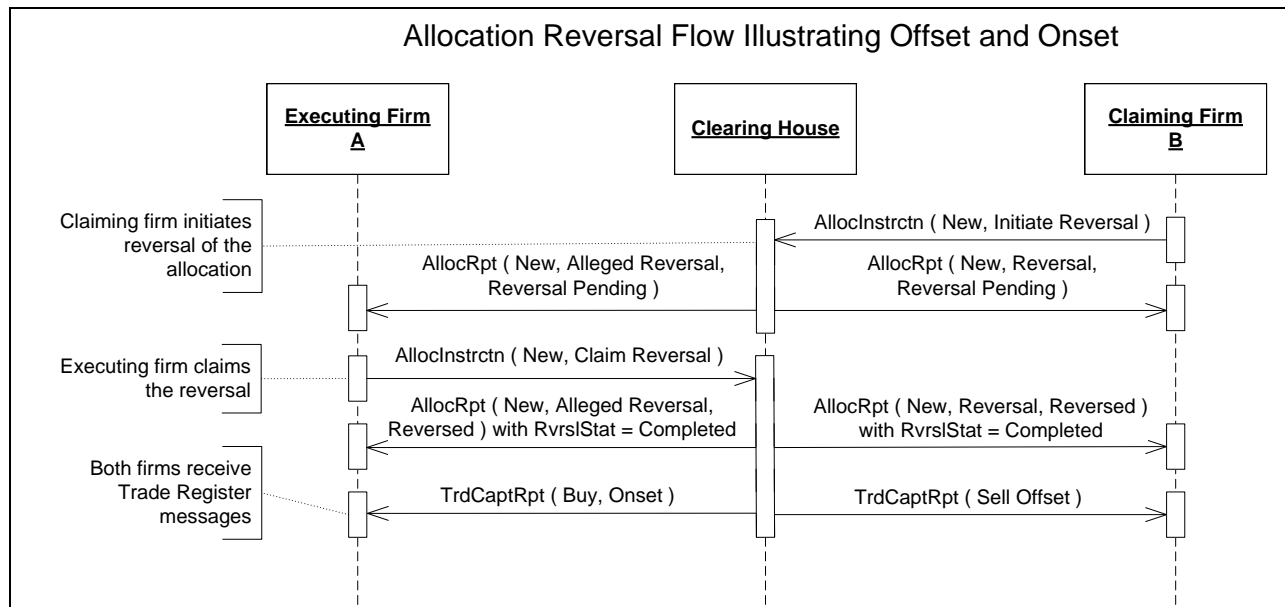 Allocation Reversal Flow Illustrating Offset and Onset
Executing Firm
A
Clearing House
Claiming Firm
B
Claiming firm initiates
reversal of the
allocation
AllocInstrctn ( New, Initiate Reversal )
AllocRpt ( New, Alleged Reversal,
Reversal Pending )
AllocRpt ( New, Reversal,
Reversal Pending )
Executing firm claims
the reversal
AllocInstrctn ( New, Claim Reversal )
AllocRpt ( New, Alleged Reversal,
Reversed ) with RvrslStat = Completed
AllocRpt ( New, Reversal, Reversed )
with RvrslStat = Completed
Both firms receive
Trade Register
messages
TrdCaptRpt ( Buy, Onset )
TrdCaptRpt ( Sell Offset )